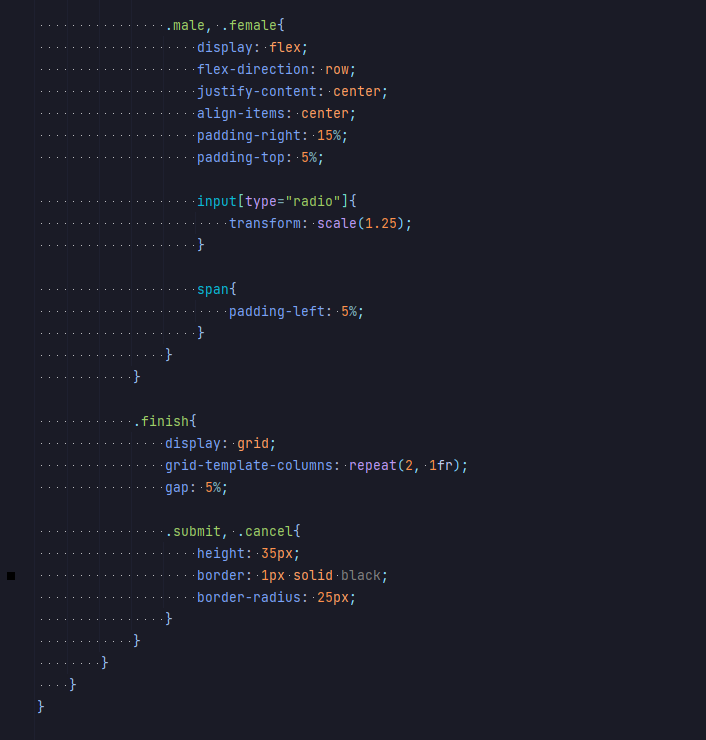 .male, .female{
                    display: flex;
                    flex-direction: row;
                    justify-content: center;
                    align-items: center;
                    padding-right: 15%;
                    padding-top: 5%;

                    input[type="radio"]{
                        transform: scale(1.25);
                    }

                    span{
                        padding-left: 5%;
                    }
                }
            }

            .finish{
                display: grid;
                grid-template-columns: repeat(2, 1fr);
                gap: 5%;

                .submit, .cancel{
                    height: 35px;
                    border: 1px solid black;
                    border-radius: 25px;
                }
            }
        }
    }
}